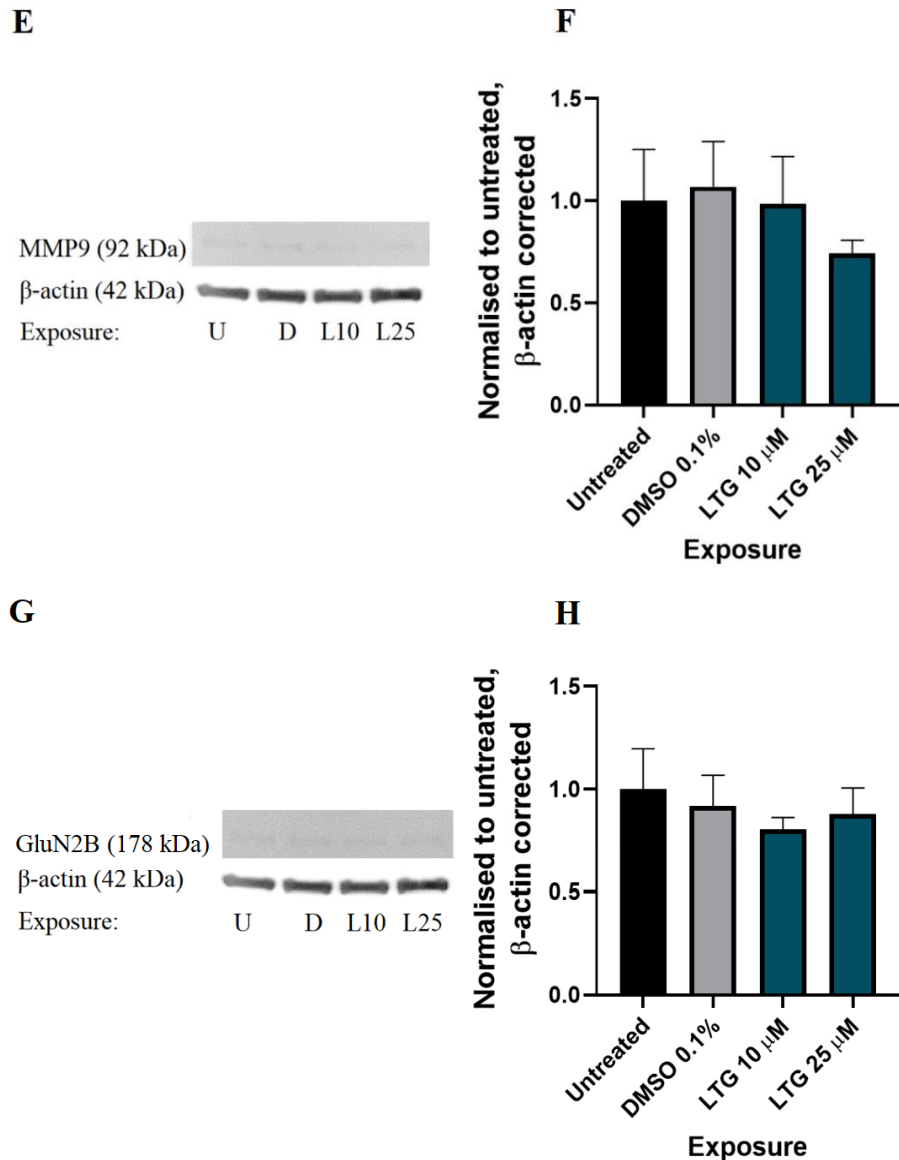 E
MMP9 (92 kDa)
β-actin (42 kDa)
Exposure: U D L10 L25
F
Normalised to untreated,
β-actin corrected
1.5
1.0
0.5
0.0
Untreated
DMSO 0.1%
LTG 10 μM
LTG 25 μM
Exposure
G
GluN2B (178 kDa)
β-actin (42 kDa)
Exposure: U D L10 L25
H
Normalised to untreated,
β-actin corrected
1.5
1.0
0.5
0.0
Untreated
DMSO 0.1%
LTG 10 μM
LTG 25 μM
Exposure